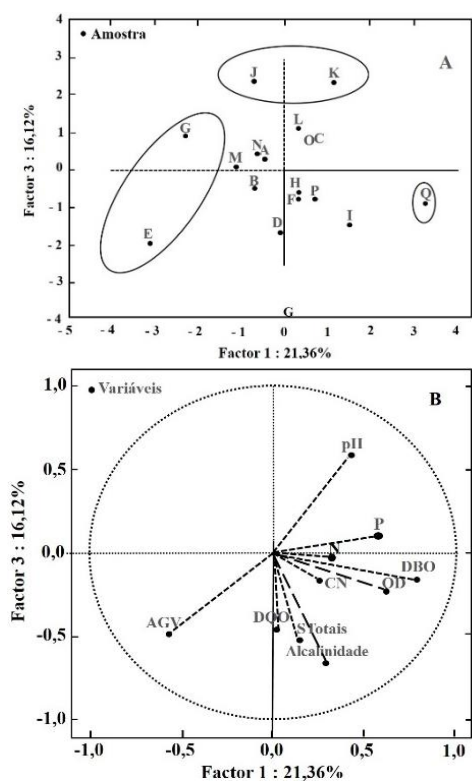 Amostra
A
4
3
2
1
0
-1
-2
-3
-4
Factor 3 : 16,12%
J
K
L
O C
G
N A
M
B
H
F P
D
I
Q
E
G
-5 -4 -3 -2 -1 0 1 2 3 4
Factor 1 : 21,36%
Variáveis
B
1,0
0,5
0,0
-0,5
-1,0
Factor 3 : 16,12%
pH
P
N
DBO
CN
OD
AGV
DQO
STotais
Alcalinidade
-1,0 -0,5 0,0 0,5 1,0
Factor 1 : 21,36%